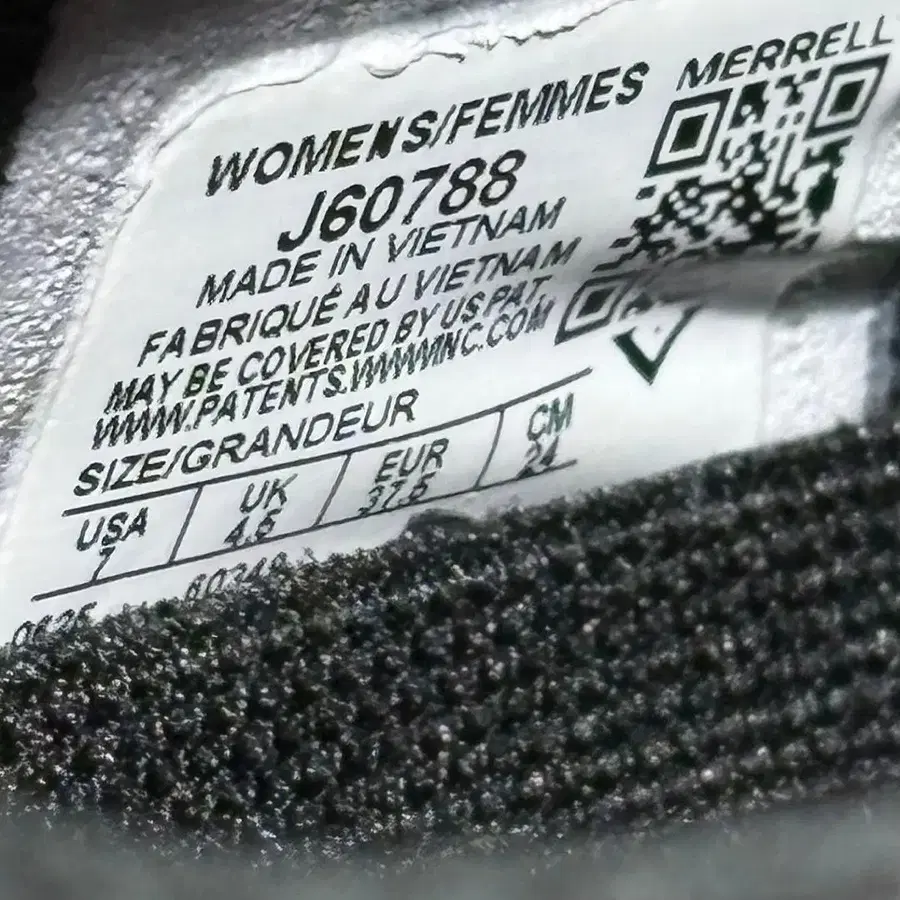 MERRELL
WOMENS/FEMMES
J60788
MADE IN VIETNAM
FABRIQUÉ AU VIETNAM
MAY BE COVERED BY US PAT.
WWW.PATENTS.WWWINC.COM
SIZE/GRANDEUR
USA UK EUR CM
7 4.5 37.5 24